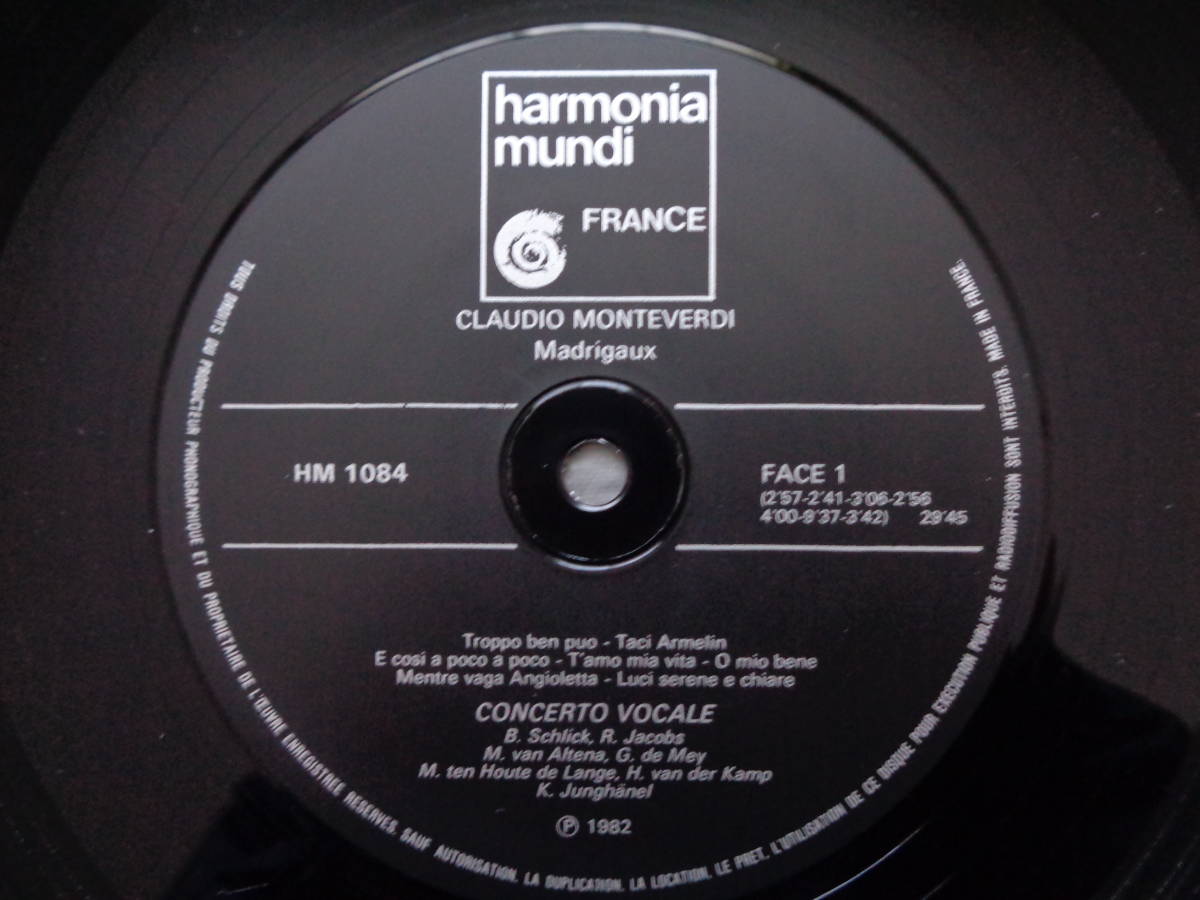 harmonia
mundi
FRANCE
CLAUDIO MONTEVERDI
Madrigaux
HM 1084
FACE 1
(2'57-2'41-3'06-2'56
4'00-9'37-3'42) 29'45
Troppo ben puo - Taci Armelin
E cosi a poco a poco - T'amo mia vita - O mio bene
Mentre vaga Angioletta - Luci serene e chiare
CONCERTO VOCALE
B. Schlick, R. Jacobs
M. van Altena, G. de Mey
M. ten Houte de Lange, H. van der Kamp
K. Junghänel
℗ 1982
TOUS DROITS DU PRODUCTEUR PHONOGRAPHIQUE ET DU PROPRIETAIRE DE L'ŒUVRE ENREGISTREE RESERVES. SAUF AUTORISATION, LA DUPLICATION, LA LOCATION, LE PRET, L'UTILISATION DE CE DISQUE POUR EXECUTION PUBLIQUE ET RADIODIFFUSION SONT INTERDITS. MADE IN FRANCE.